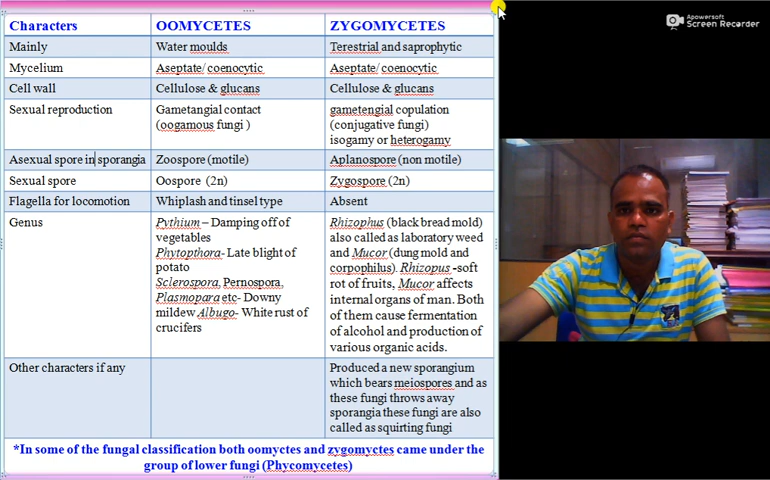 Apowersoft
Screen Recorder
Characters OOMYCETES ZYGOMYCETES
Mainly Water moulds Terestrial and saprophytic
Mycelium Aseptate/ coenocytic Aseptate/ coenocytic
Cell wall Cellulose & glucans Cellulose & glucans
Sexual reproduction Gametangial contact
(oogamous fungi )
gametengial copulation
(conjugative fungi)
isogamy or heterogamy
Asexual spore in sporangia Zoospore (motile) Aplanospore (non motile)
Sexual spore Oospore (2n) Zygospore (2n)
Flagella for locomotion Whiplash and tinsel type Absent
Genus
Pythium – Damping off of
vegetables
Phytopthora- Late blight of
potato
Sclerospora, Pernospora,
Plasmopara etc- Downy
mildew Albugo- White rust of
crucifers
Rhizophus (black bread mold)
also called as laboratory weed
and Mucor (dung mold and
corpophilus). Rhizopus -soft
rot of fruits, Mucor affects
internal organs of man. Both
of them cause fermentation
of alcohol and production of
various organic acids.
Other characters if any
Produced a new sporangium
which bears meiospores and as
these fungi throws away
sporangia these fungi are also
called as squirting fungi
*In some of the fungal classification both oomyctes and zygomyctes came under the
group of lower fungi (Phycomycetes)